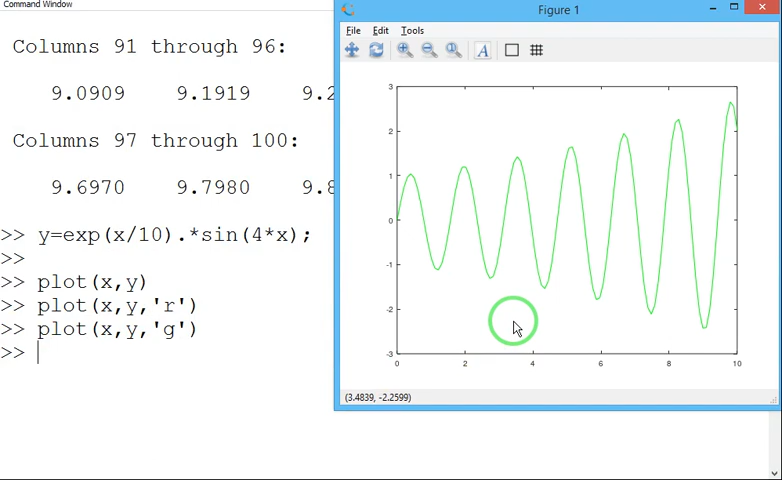 Command Window
Columns 91 through 96:
9.0909 9.1919
Columns 97 through 100:
9.6970 9.7980
>> y=exp(x/10).*sin(4*x);
>>
>> plot(x,y)
>> plot(x,y,'r')
>> plot(x,y,'g')
>>
Figure 1
File Edit Tools
A
3
2
1
0
-1
-2
-3
0 2 4 6 8 10
(3.4839, -2.2599)